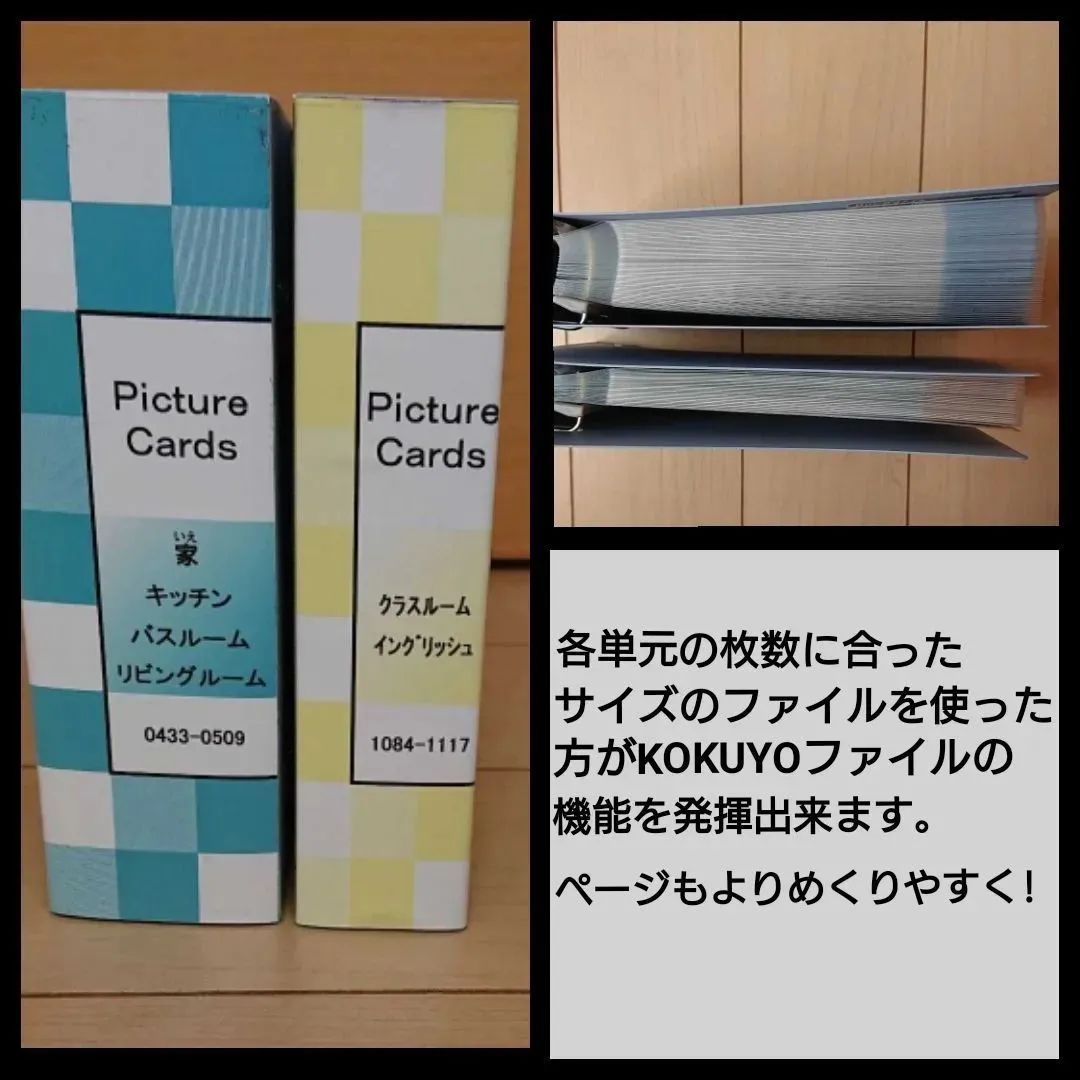 Picture
Cards
いえ
家
キッチン
バスルーム
リビングルーム
0433-0509
Picture
Cards
クラスルーム
イングリッシュ
1084-1117
各単元の枚数に合った
サイズのファイルを使った
方がKOKUYOファイルの
機能を発揮出来ます。
ページもよりめくりやすく!